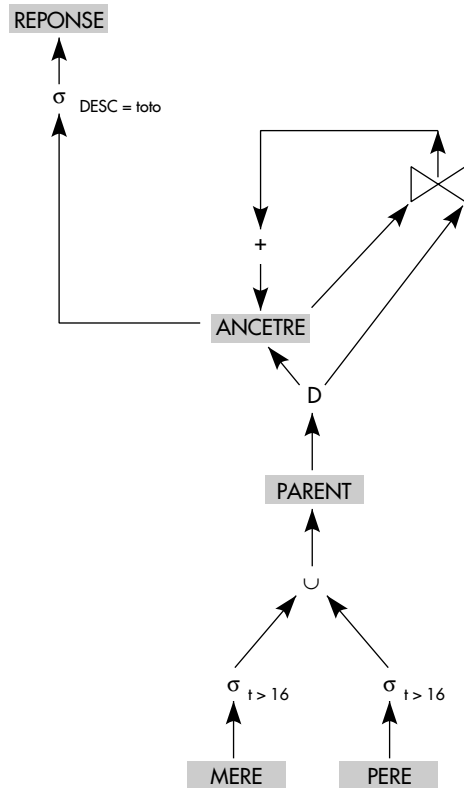 REPONSE
σ DESC = toto
+
ANCETRE
D
PARENT
∪
σ t > 16
σ t > 16
MERE
PERE